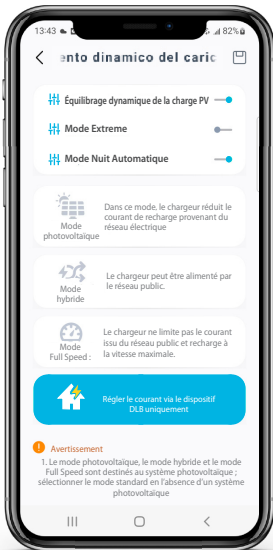 13:43
82%
ento dinamico del caric
Équilibrage dynamique de la charge PV
Mode Extreme
Mode Nuit Automatique
Mode
photovoltaïque
Dans ce mode, le chargeur réduit le
courant de recharge provenant du
réseau électrique
Mode
hybride
Le chargeur peut être alimenté par
le réseau public.
Mode
Full Speed :
Le chargeur ne limite pas le courant
issu du réseau public et recharge à
la vitesse maximale.
Régler le courant via le dispositif
DLB uniquement
Avertissement
1. Le mode photovoltaïque, le mode hybride et le mode
Full Speed sont destinés au système photovoltaïque ;
sélectionner le mode standard en l'absence d'un système
photovoltaïque